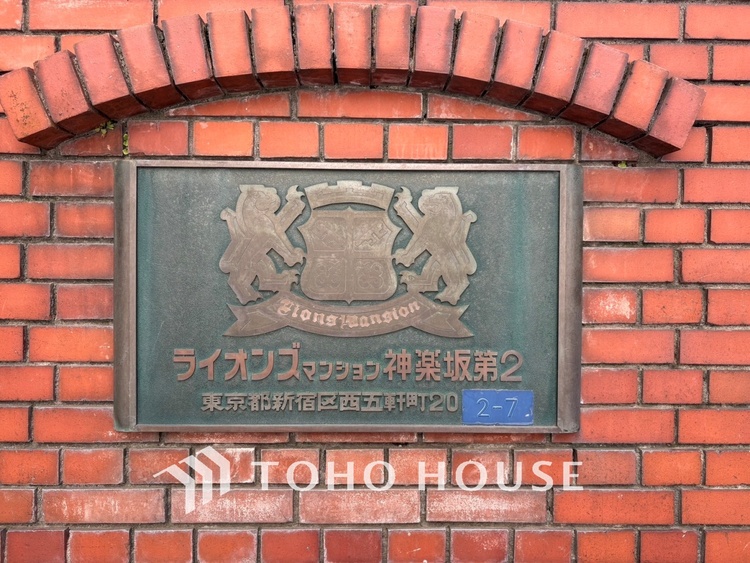 Lions Mansion
ライオンズマンション神楽坂第2
東京都新宿区西五軒町20 2-7
TOHO HOUSE